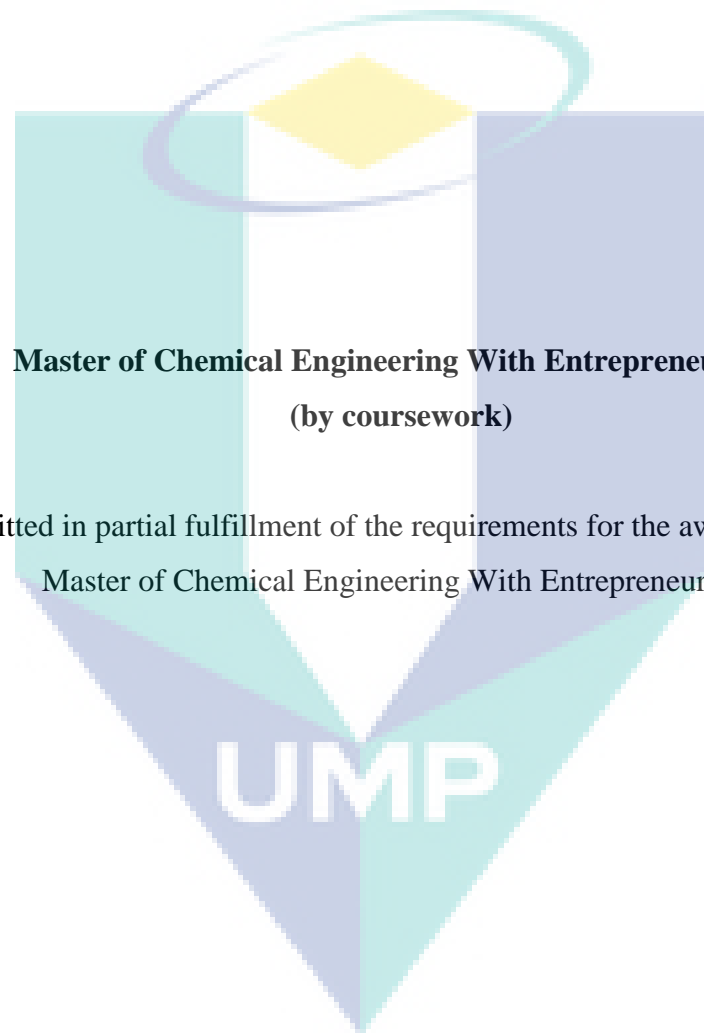 Master of Chemical Engineering With Entrepreneu
(by coursework)
itted in partial fulfillment of the requirements for the aw
Master of Chemical Engineering With Entrepreneur
UMP